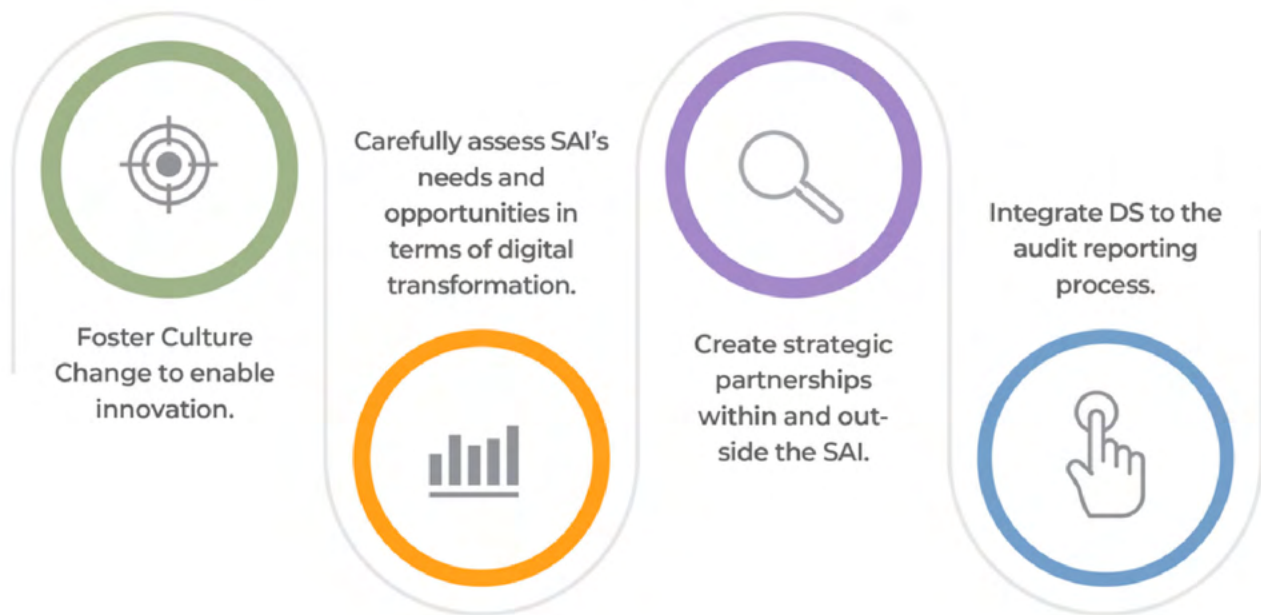 Foster Culture
Change to enable
innovation.
Carefully assess SAI’s
needs and
opportunities in
terms of digital
transformation.
Create strategic
partnerships
within and out-
side the SAI.
Integrate DS to the
audit reporting
process.